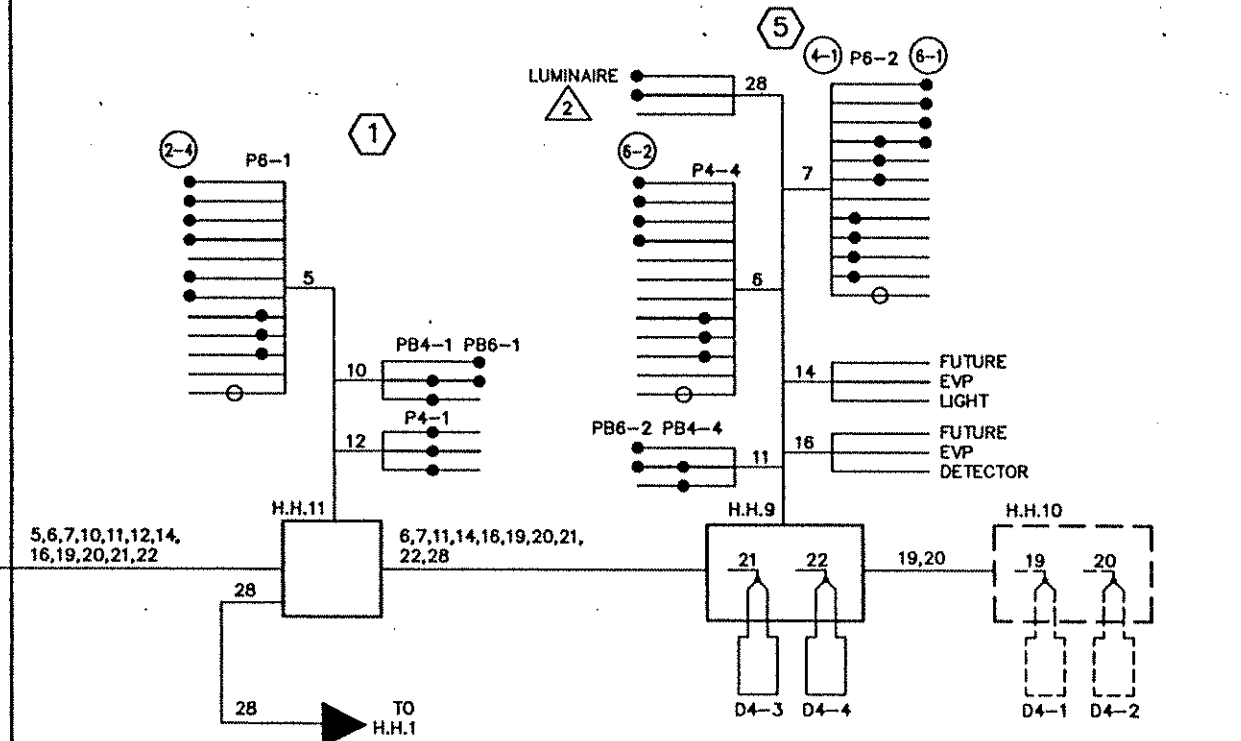 5
4-1 P6-2 6-1
LUMINAIRE
2
28
1
2-4
P6-1
6-2
P4-4
7
5
6
PB4-1 PB6-1
10
14
FUTURE
EVP
LIGHT
P4-1
12
PB6-2 PB4-4
11
16
FUTURE
EVP
DETECTOR
H.H.11
H.H.9
H.H.10
5,6,7,10,11,12,14,
16,19,20,21,22
6,7,11,14,16,19,20,21,
22,28
21
22
19,20
19
20
28
28
TO
H.H.1
D4-3
D4-4
D4-1
D4-2